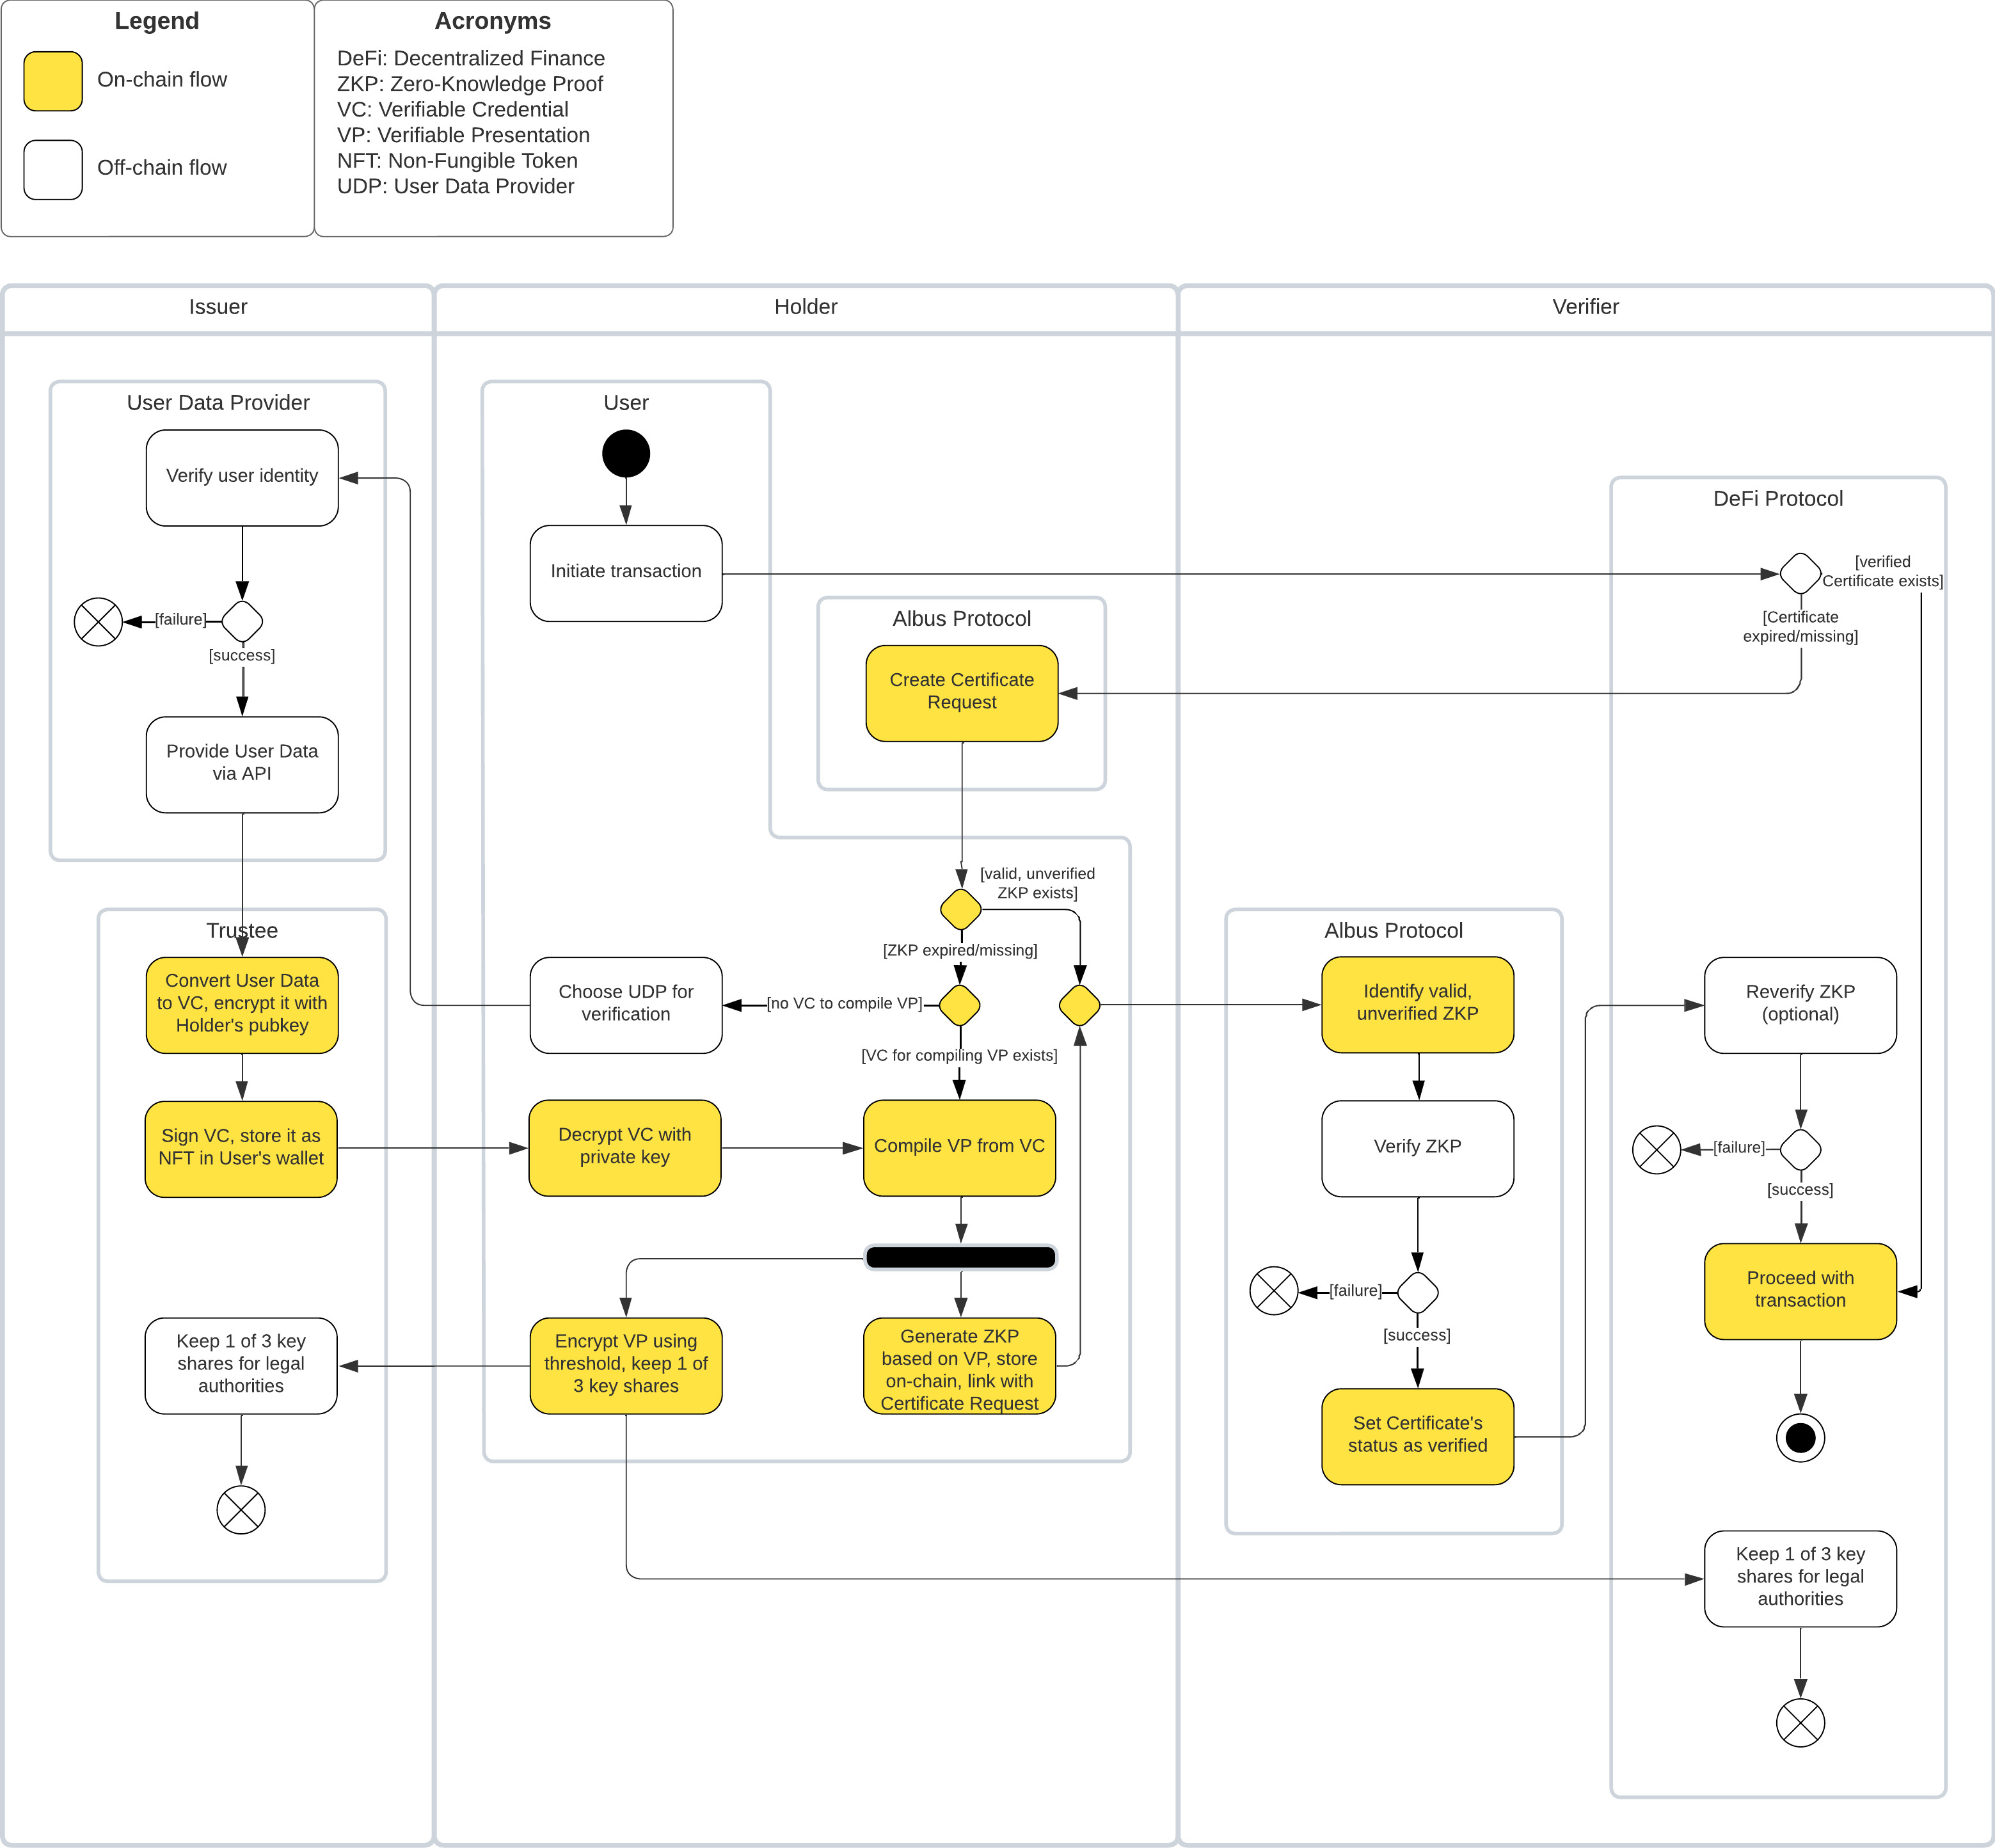 Legend
On-chain flow
Off-chain flow
Acronyms
DeFi: Decentralized Finance
ZKP: Zero-Knowledge Proof
VC: Verifiable Credential
VP: Verifiable Presentation
NFT: Non-Fungible Token
UDP: User Data Provider
Issuer
Holder
Verifier
User Data Provider
Verify user identity
[failure]
[success]
Provide User Data
via API
Trustee
Convert User Data
to VC, encrypt it with
Holder's pubkey
Sign VC, store it as
NFT in User's wallet
Keep 1 of 3 key
shares for legal
authorities
User
Initiate transaction
Albus Protocol
Create Certificate
Request
[valid, unverified
ZKP exists]
[ZKP expired/missing]
Choose UDP for
verification
[no VC to compile VP]
[VC for compiling VP exists]
Decrypt VC with
private key
Compile VP from VC
Encrypt VP using
threshold, keep 1 of
3 key shares
Generate ZKP
based on VP, store
on-chain, link with
Certificate Request
Albus Protocol
Identify valid,
unverified ZKP
Verify ZKP
[failure]
[success]
Set Certificate's
status as verified
DeFi Protocol
[verified
Certificate exists]
[Certificate
expired/missing]
Reverify ZKP
(optional)
[failure]
[success]
Proceed with
transaction
Keep 1 of 3 key
shares for legal
authorities